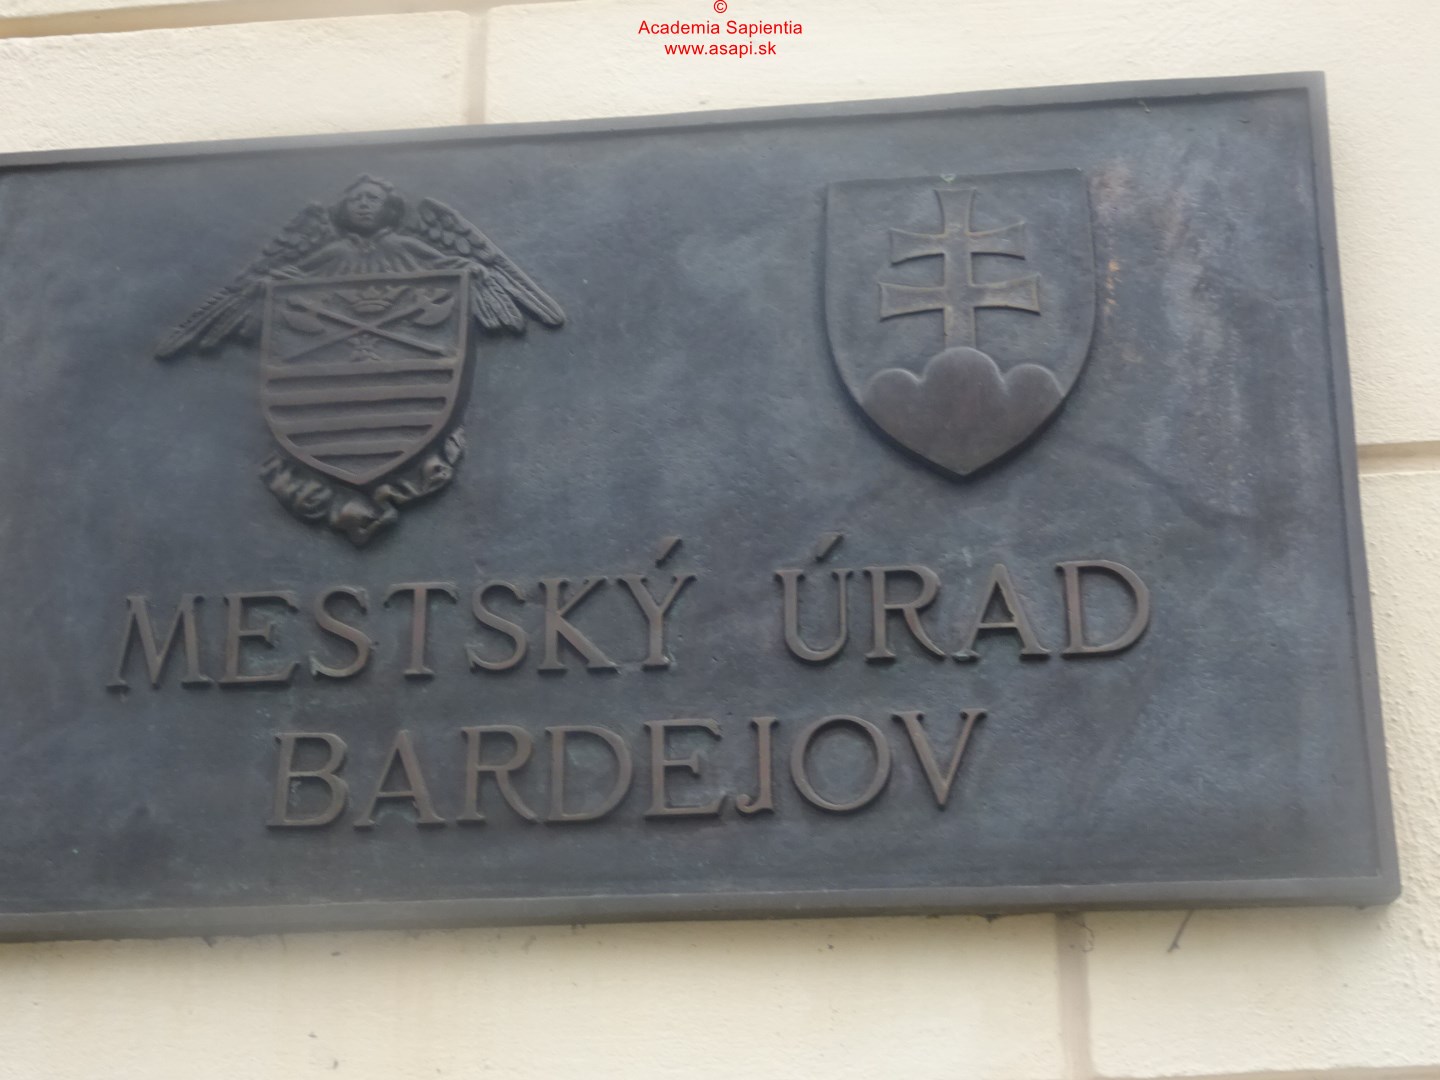 ©
Academia Sapientia
www.asapi.sk
MESTSKÝ ÚRAD
BARDEJOV